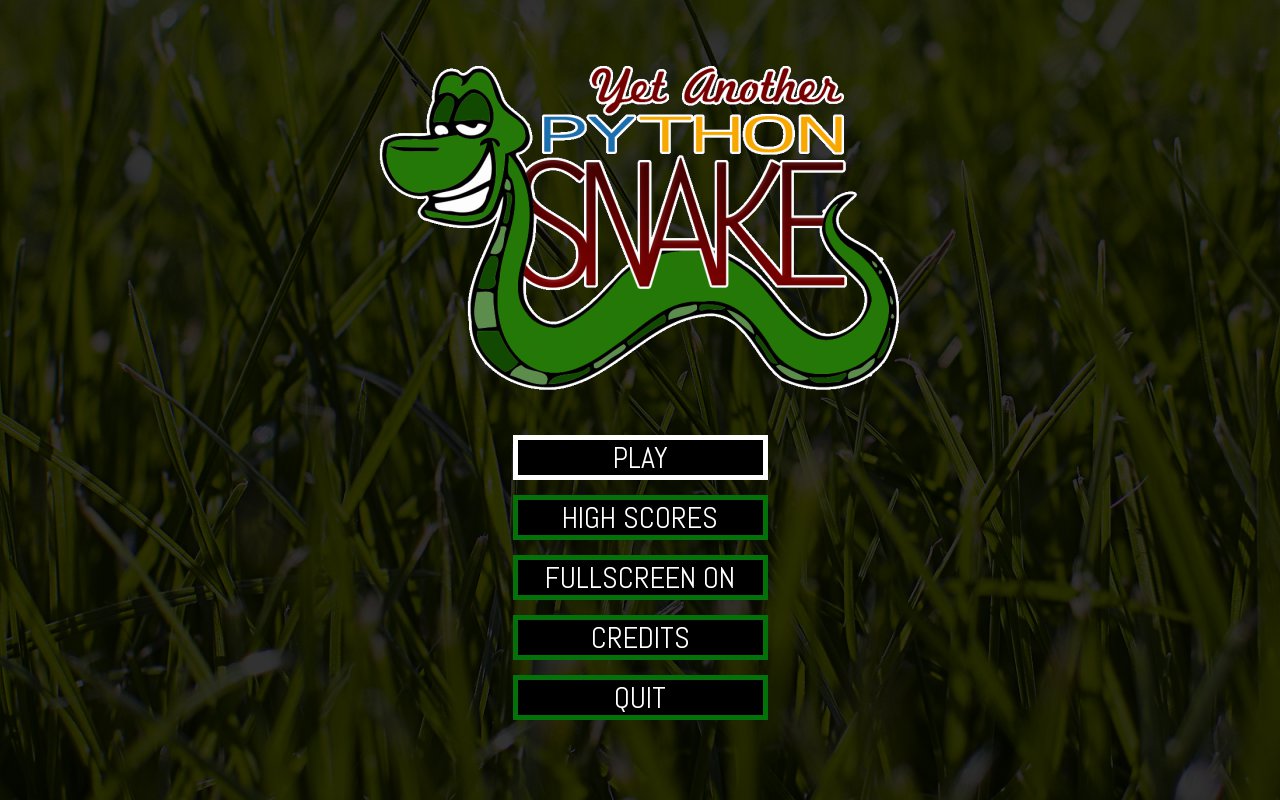 Yet Another
PYTHON
SNAKE
PLAY
HIGH SCORES
FULLSCREEN ON
CREDITS
QUIT